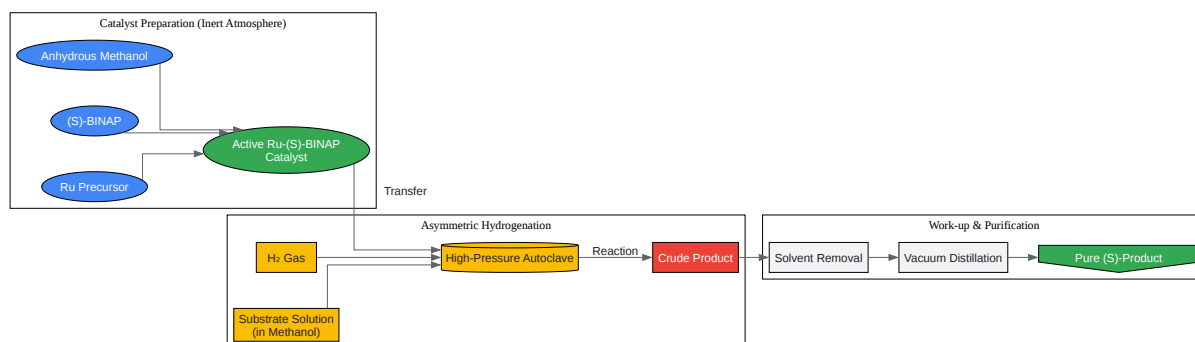 Catalyst Preparation (Inert Atmosphere)
Anhydrous Methanol
(S)-BINAP
Ru Precursor
Active Ru-(S)-BINAP
Catalyst
Transfer
Asymmetric Hydrogenation
H₂ Gas
Substrate Solution
(in Methanol)
High-Pressure Autoclave
Reaction
Crude Product
Work-up & Purification
Solvent Removal
Vacuum Distillation
Pure (S)-Product